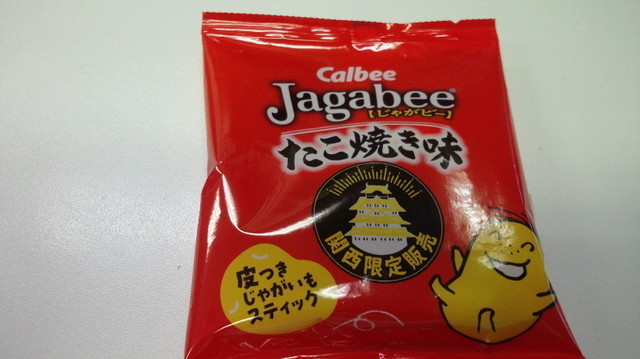 Calbee
Jagabee
【じゃがビー】
たこ焼き味
関西限定販売
皮つき
じゃがいも
スティック